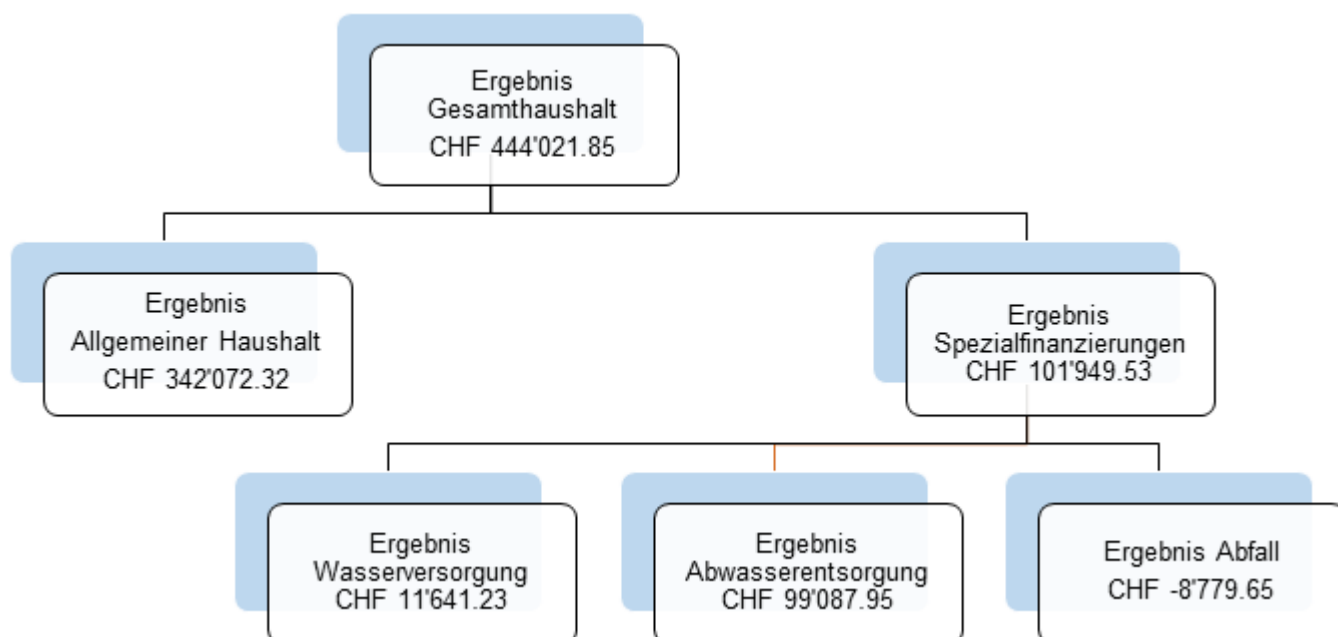 Ergebnis
Gesamthaushalt
CHF 444'021.85
Ergebnis
Allgemeiner Haushalt
CHF 342'072.32
Ergebnis
Spezialfinanzierungen
CHF 101'949.53
Ergebnis
Wasserversorgung
CHF 11'641.23
Ergebnis
Abwasserentsorgung
CHF 99'087.95
Ergebnis Abfall
CHF -8'779.65